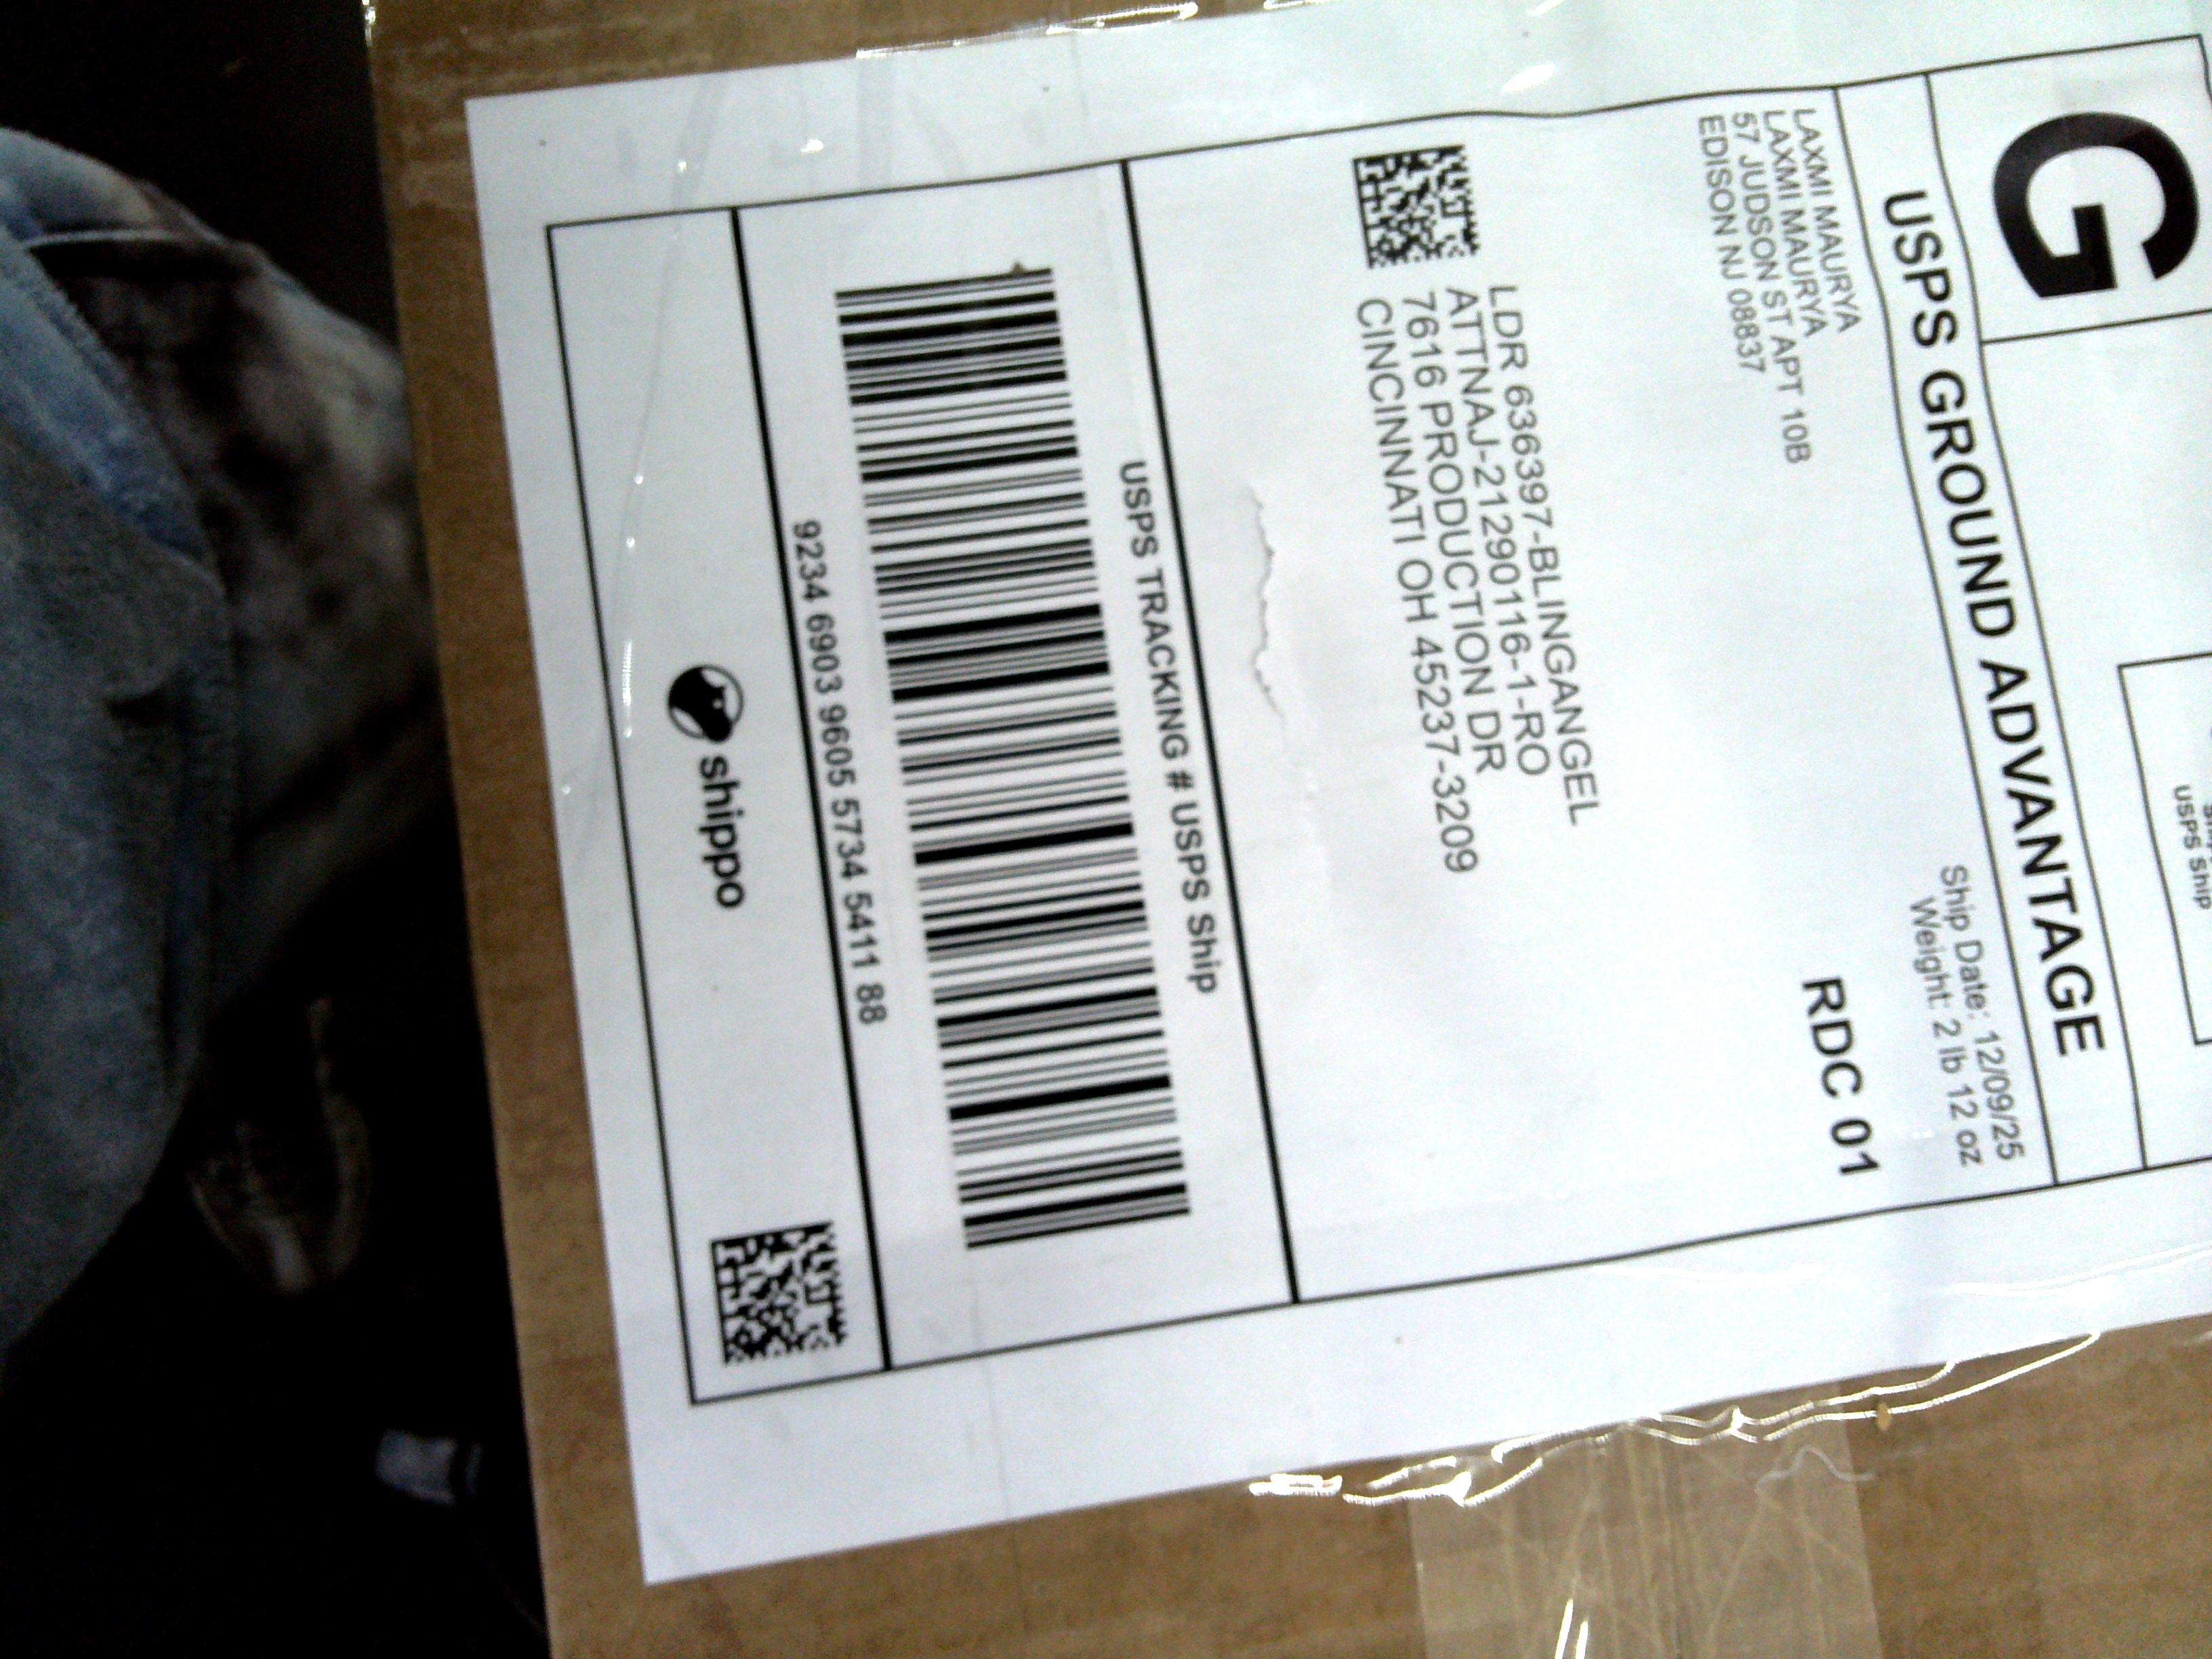 G
USPS Ship
USPS GROUND ADVANTAGE
LAXMI MAURYA
LAXMI MAURYA
57 JUDSON ST APT 10B
EDISON NJ 08837
Ship Date: 12/09/25
Weight: 2 lb 12 oz
RDC 01
LDR 636397-BLINGANGEL
ATTNAJ-21290116-1-RO
7616 PRODUCTION DR
CINCINNATI OH 45237-3209
USPS TRACKING # USPS Ship
9234 6903 9605 5734 5411 88
shippo